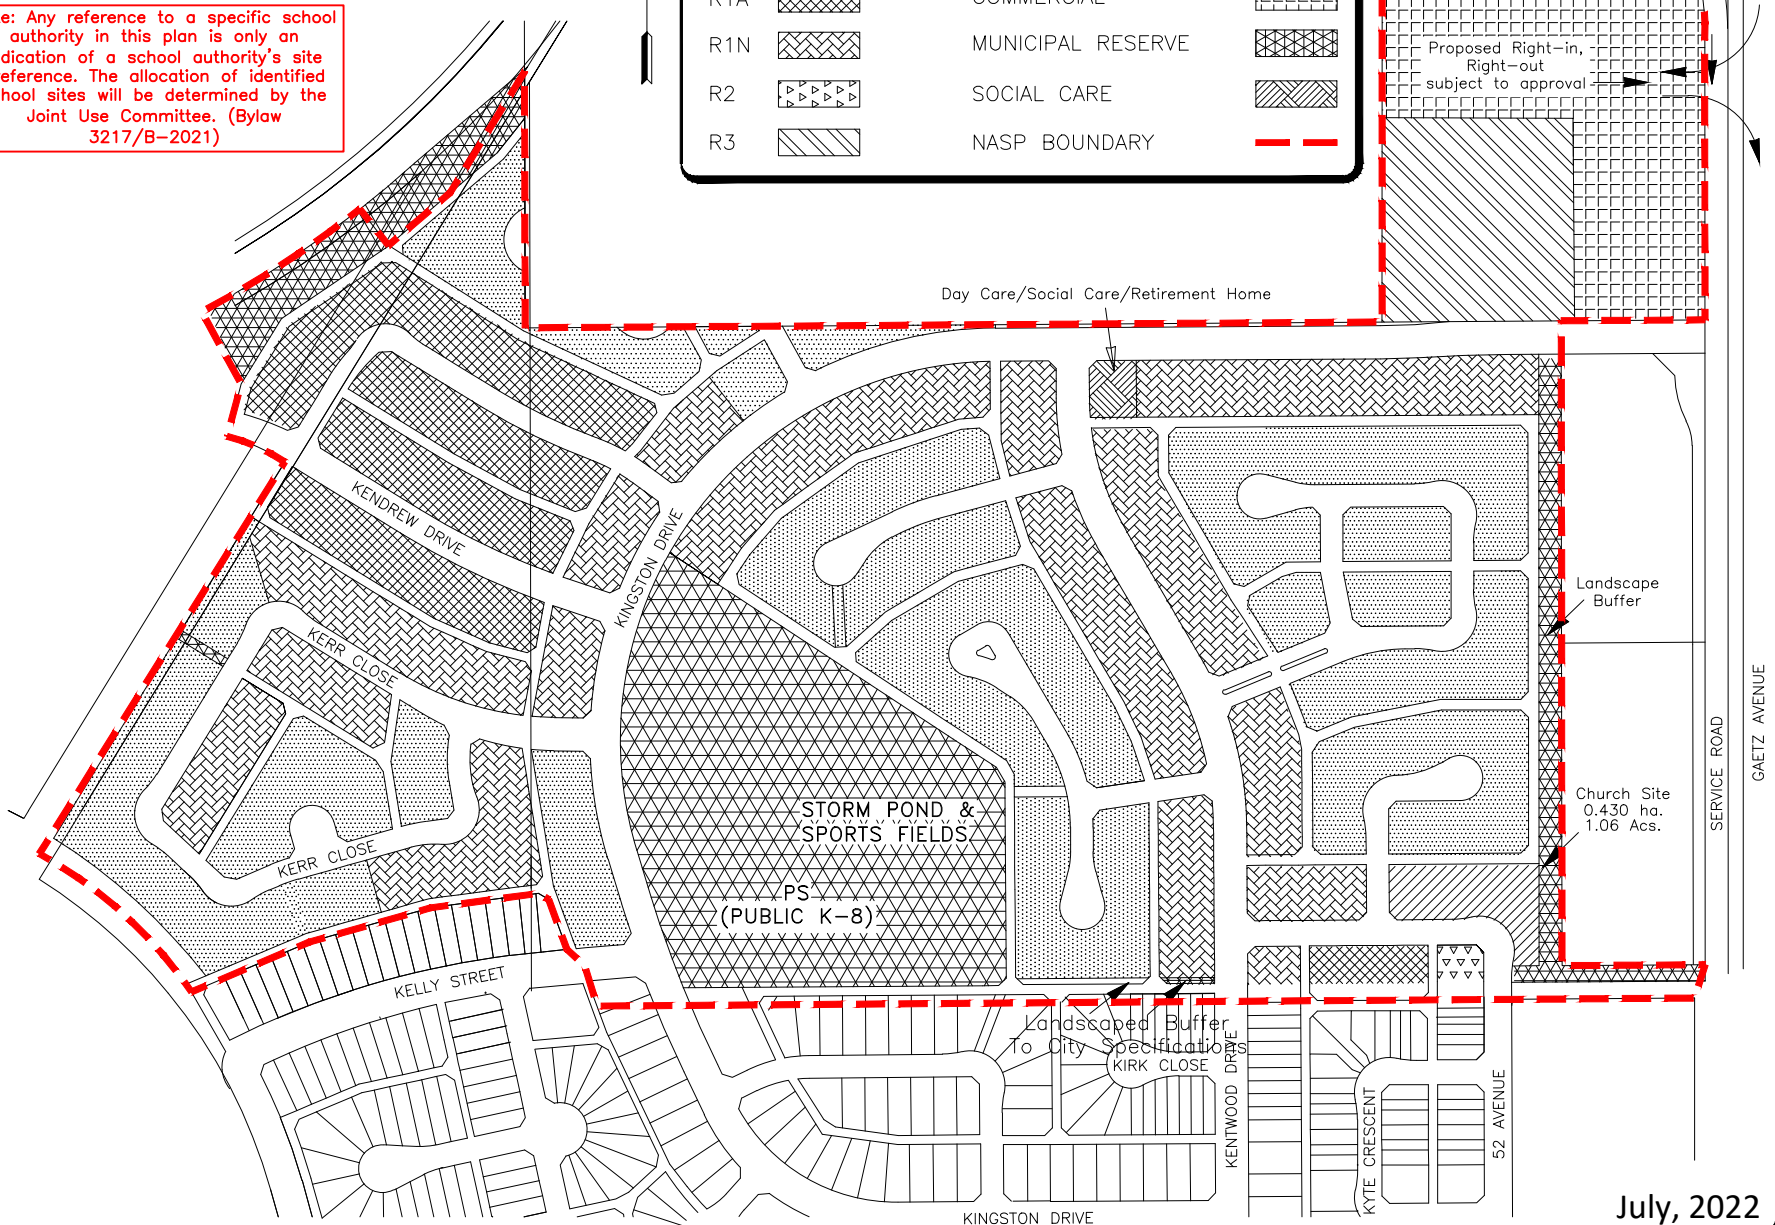 : Any reference to a specific school
authority in this plan is only an
of a school authority's site
The allocation of identified
sites will be determined by the
Joint Use Committee. (Bylaw
3217/B-2021)
R1A
COMMERCIAL
R1N
MUNICIPAL RESERVE
R2
SOCIAL CARE
R3
NASP BOUNDARY
Proposed Right-in,
Right-out
subject to approval
Day Care/Social Care/Retirement Home
KENDREW DRIVE
KINGSTON DRIVE
KERR CLOSE
KERR CLOSE
Landscape
Buffer
GAETZ AVENUE
SERVICE ROAD
Church Site
0.430 ha.
1.06 Acs.
STORM POND &
SPORTS FIELDS
PS
(PUBLIC K-8)
KELLY STREET
Landscaped Buffer
To City Specifications
KIRK CLOSE
KENTWOOD DRIVE
KYTE CRESCENT
52 AVENUE
KINGSTON DRIVE
July, 2022